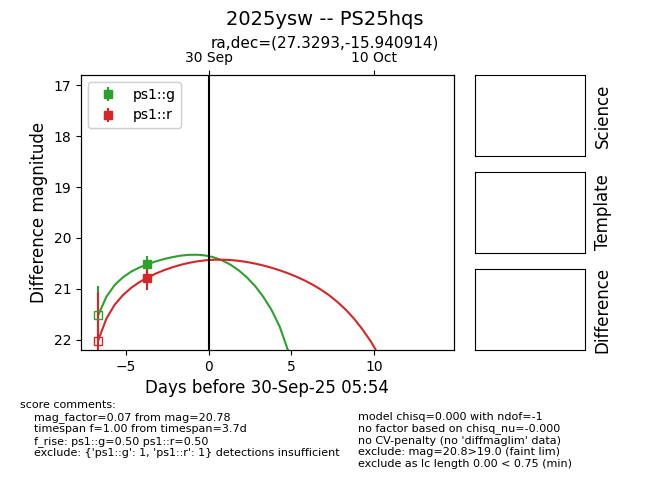 2025ysw -- PS25hqs
ra,dec=(27.3293,-15.940914)
30 Sep 10 Oct
ps1::g
ps1::r
17
18
19
20
21
22
Difference magnitude
−5 0 5 10
Days before 30-Sep-25 05:54
Science
Template
Difference
score comments:
mag_factor=0.07 from mag=20.78
timespan f=1.00 from timespan=3.7d
f_rise: ps1::g=0.50 ps1::r=0.50
exclude: {'ps1::g': 1, 'ps1::r': 1} detections insufficient
model chisq=0.000 with ndof=-1
no factor based on chisq_nu=-0.000
no CV-penalty (no 'diffmaglim' data)
exclude: mag=20.8>19.0 (faint lim)
exclude as lc length 0.00 < 0.75 (min)